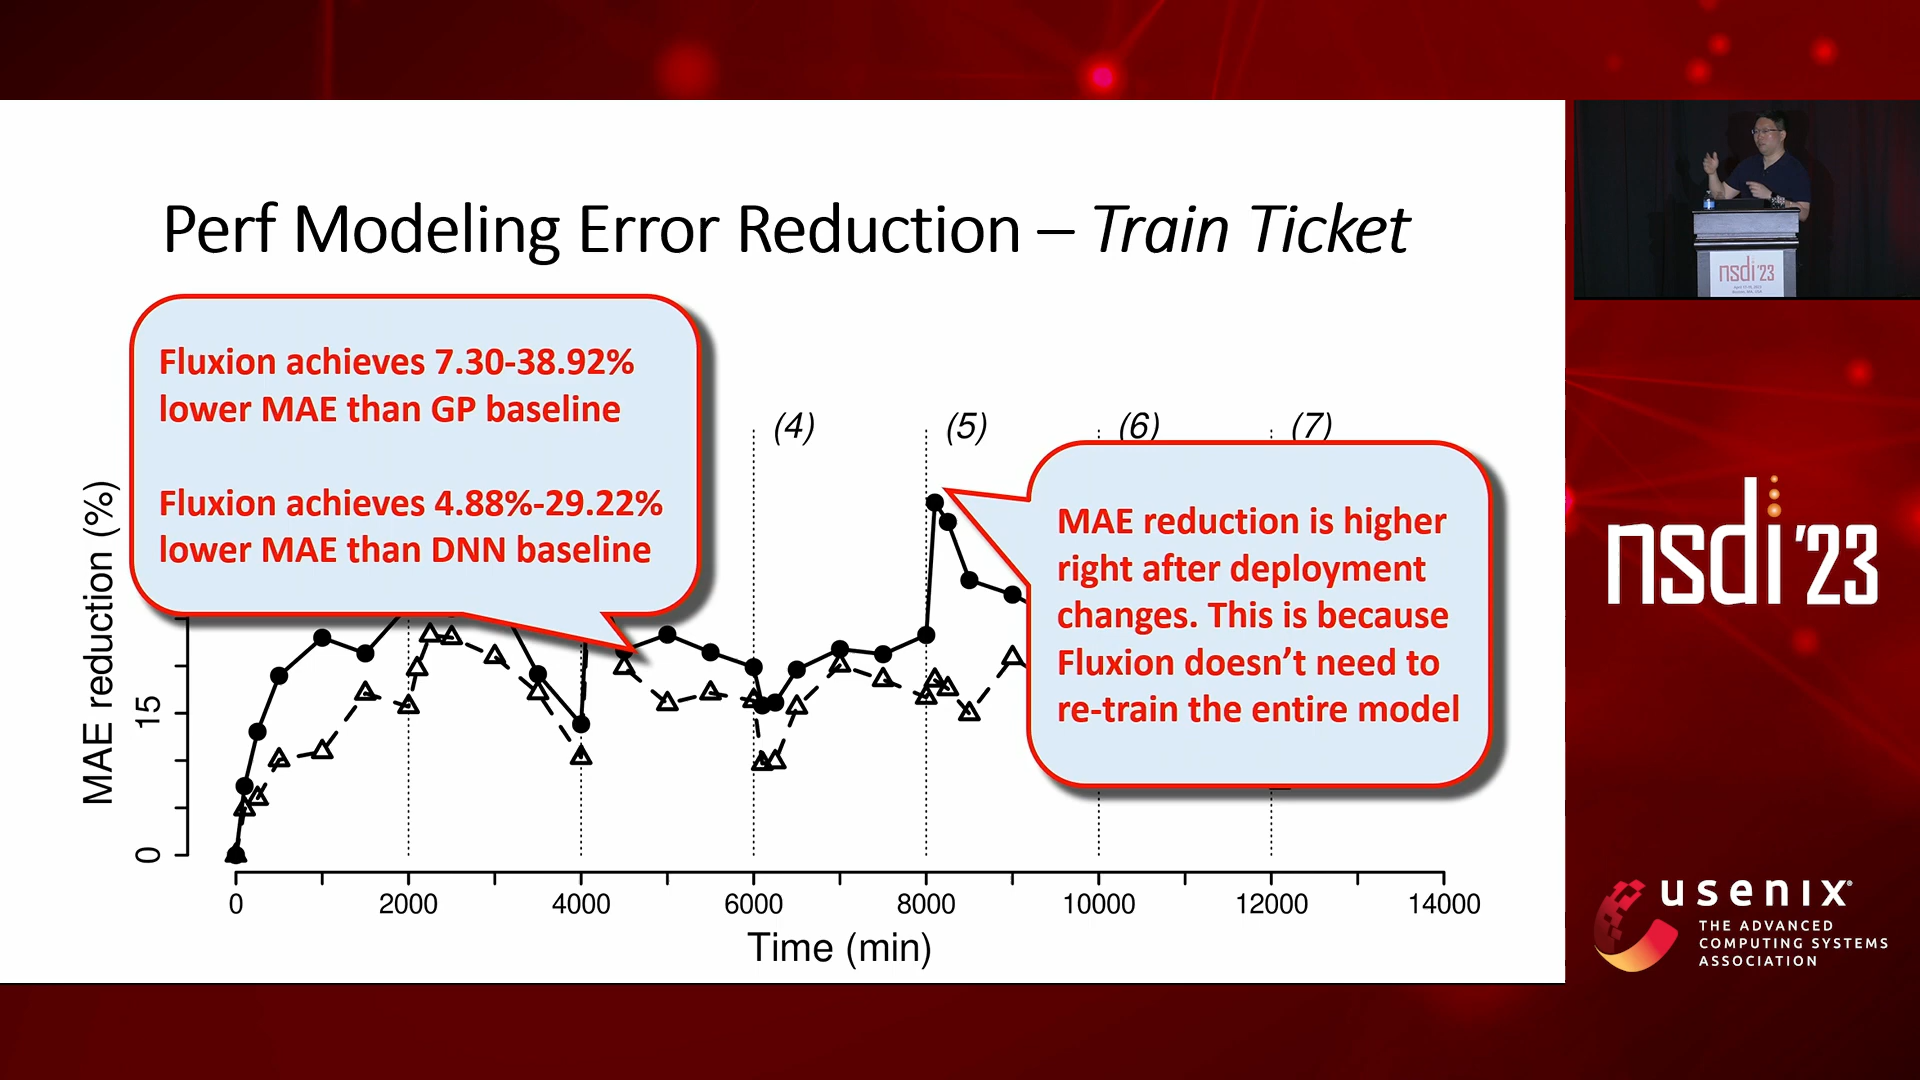 Perf Modeling Error Reduction – Train Ticket
Fluxion achieves 7.30-38.92%
lower MAE than GP baseline
Fluxion achieves 4.88%-29.22%
lower MAE than DNN baseline
(4)
(5)
(6)
(7)
MAE reduction is higher
right after deployment
changes. This is because
Fluxion doesn't need to
re-train the entire model
MAE reduction (%)
15
0
0
2000
4000
6000
8000
10000
12000
14000
Time (min)
nsdi '23
nsdi '23
usenix
THE ADVANCED
COMPUTING SYSTEMS
ASSOCIATION